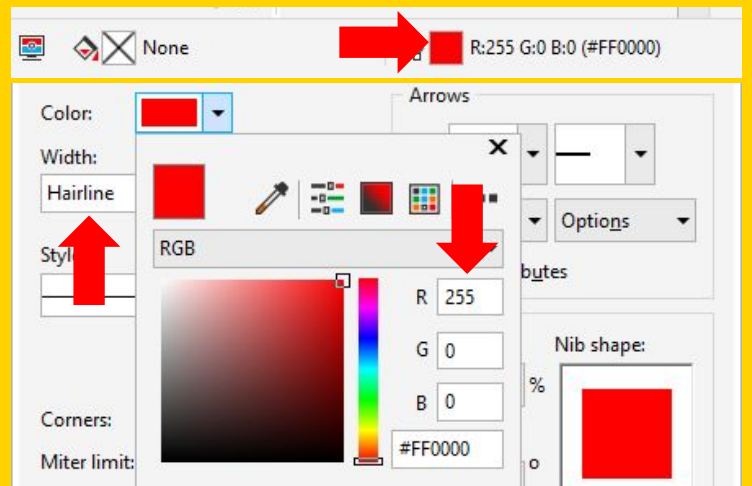 None
R:255 G:0 B:0 (#FF0000)
Color:
Arrows
Width:
Hairline
RGB
Options
R 255
G 0
B 0
#FF0000
Nib shape:
%
Corners:
Miter limit: